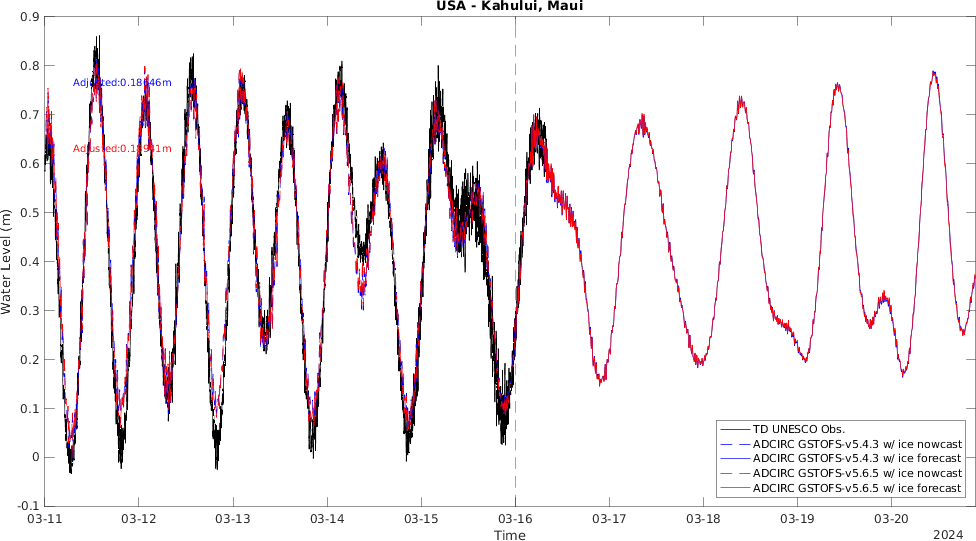 USA - Kahului, Maui
0.9
0.8
0.7
0.6
0.5
0.4
0.3
0.2
0.1
0
-0.1
Water Level (m)
Adjusted:0.18646m
TD UNESCO Obs.
ADCIRC GSTOFS-v5.4.3 w/ ice nowcast
ADCIRC GSTOFS-v5.4.3 w/ ice forecast
ADCIRC GSTOFS-v5.6.5 w/ ice nowcast
ADCIRC GSTOFS-v5.6.5 w/ ice forecast
03-11 03-12 03-13 03-14 03-15 03-16 03-17 03-18 03-19 03-20
Time
2024